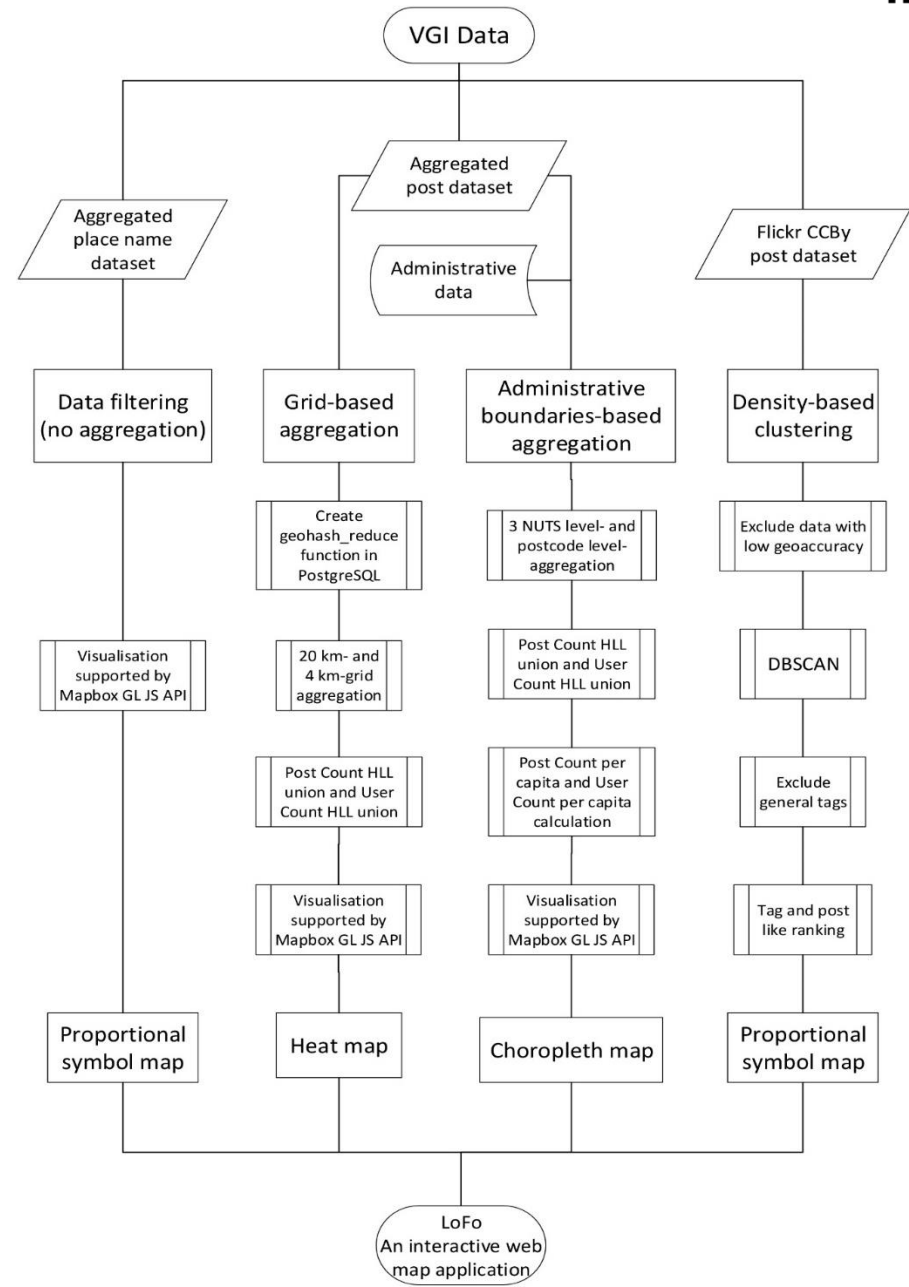 VGI Data
Aggregated
post dataset
Aggregated
place name
dataset
Administrative
data
Flickr CCBy
post dataset
Data filtering
(no aggregation)
Grid-based
aggregation
Administrative
boundaries-based
aggregation
Density-based
clustering
Create
geohash_reduce
function in
PostgreSQL
3 NUTS level- and
postcode level-
aggregation
Exclude data with
low geoaccuracy
Visualisation
supported by
Mapbox GL JS API
20 km- and
4 km-grid
aggregation
Post Count HLL
union and User
Count HLL union
DBSCAN
Post Count HLL
union and User
Count HLL union
Post Count per
capita and User
Count per capita
calculation
Exclude
general tags
Visualisation
supported by
Mapbox GL JS API
Visualisation
supported by
Mapbox GL JS API
Tag and post
like ranking
Proportional
symbol map
Heat map
Choropleth map
Proportional
symbol map
LoFo
An interactive web
map application